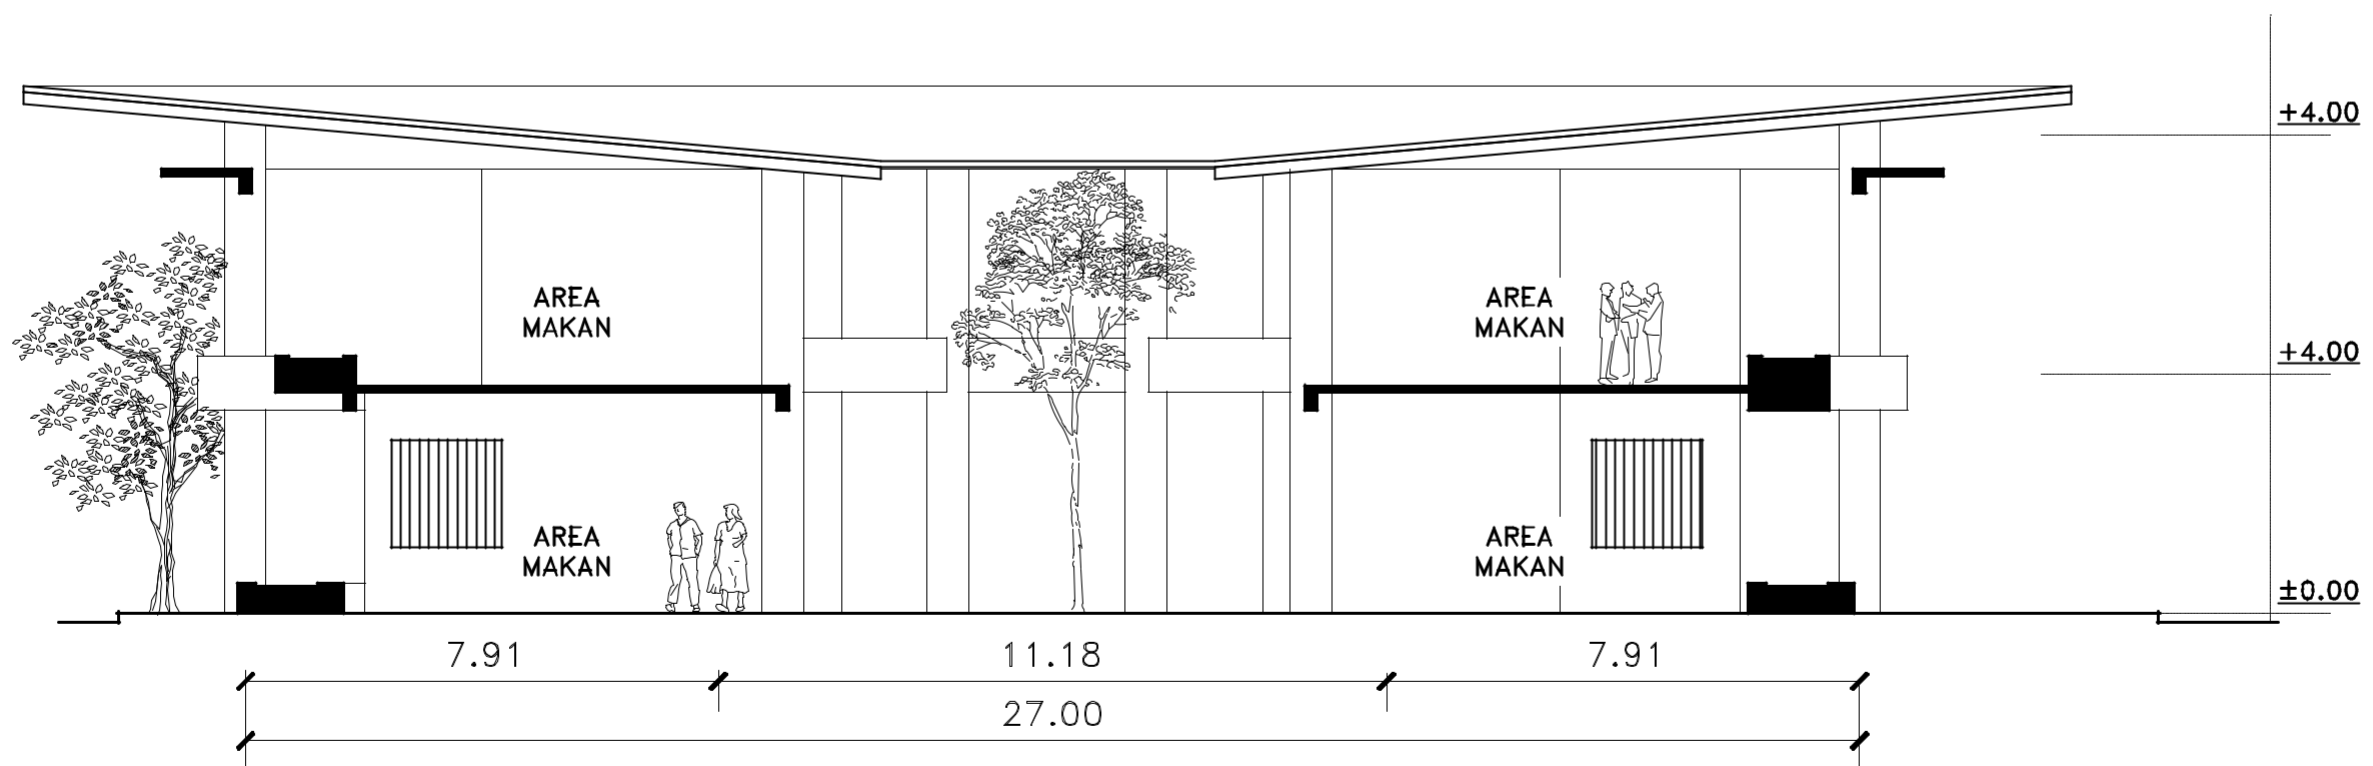 +4.00
AREA
MAKAN
AREA
MAKAN
+4.00
AREA
MAKAN
AREA
MAKAN
±0.00
7.91
11.18
7.91
27.00